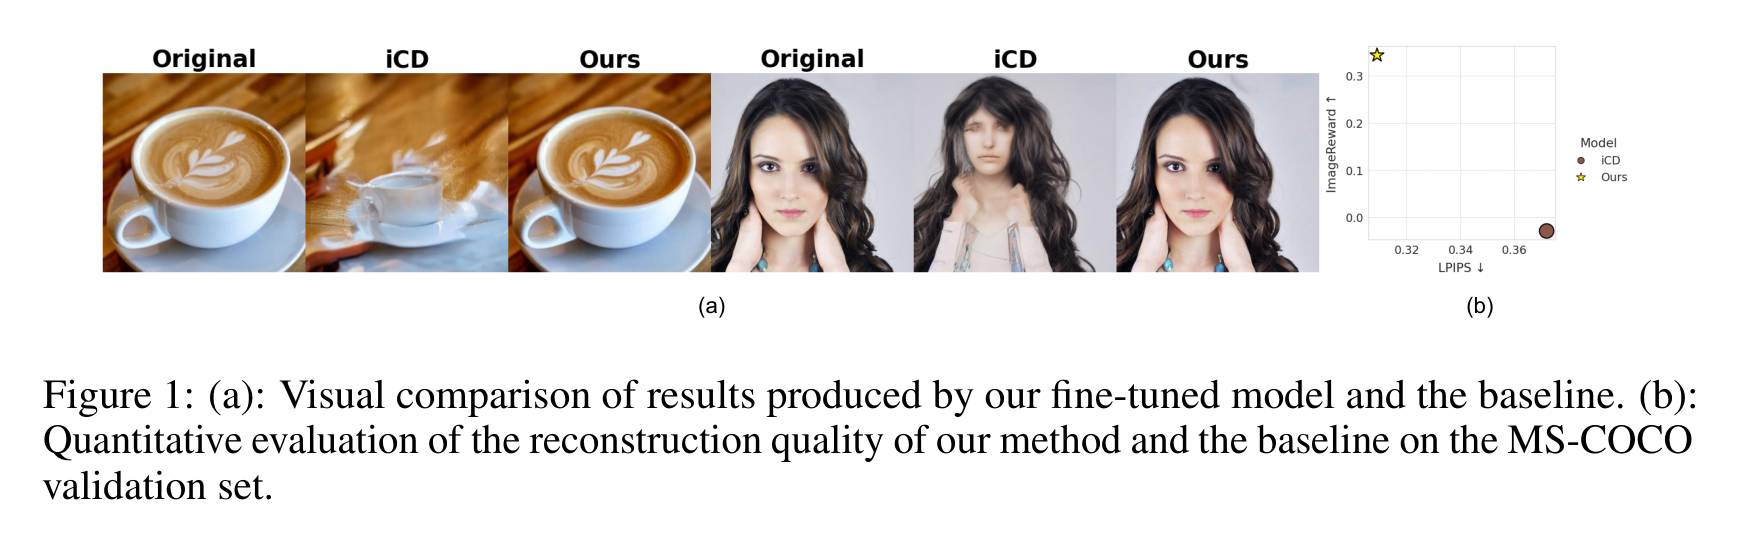 Original iCD Ours Original iCD Ours
ImageReward ↑
0.3
0.2
0.1
0.0
0.32 0.34 0.36
LPIPS ↓
Model
iCD
Ours
(a) (b)
Figure 1: (a): Visual comparison of results produced by our fine-tuned model and the baseline. (b):
Quantitative evaluation of the reconstruction quality of our method and the baseline on the MS-COCO
validation set.